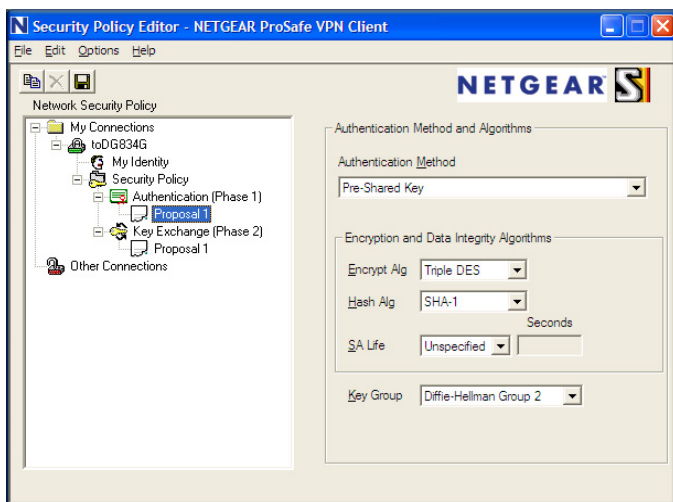 N Security Policy Editor - NETGEAR ProSafe VPN Client
File Edit Options Help
NETGEAR S
Network Security Policy
My Connections
toDG834G
My Identity
Security Policy
Authentication (Phase 1)
Proposal 1
Key Exchange (Phase 2)
Proposal 1
Other Connections
Authentication Method and Algorithms
Authentication Method
Pre-Shared Key
Encryption and Data Integrity Algorithms
Encrypt Alg Triple DES
Hash Alg SHA-1
Seconds
SA Life Unspecified
Key Group Diffie-Hellman Group 2